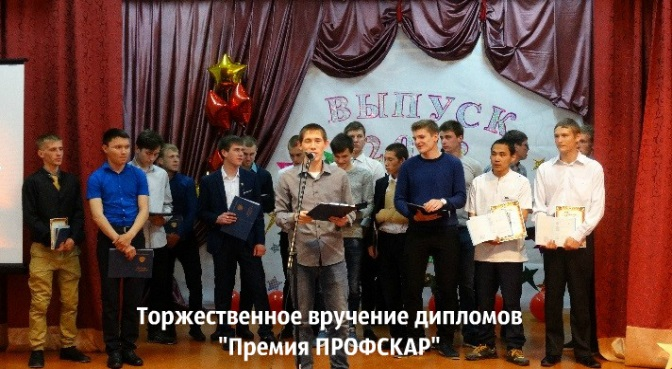 ВЫПУСК
Торжественное вручение дипломов
"Премия ПРОФСКАР"